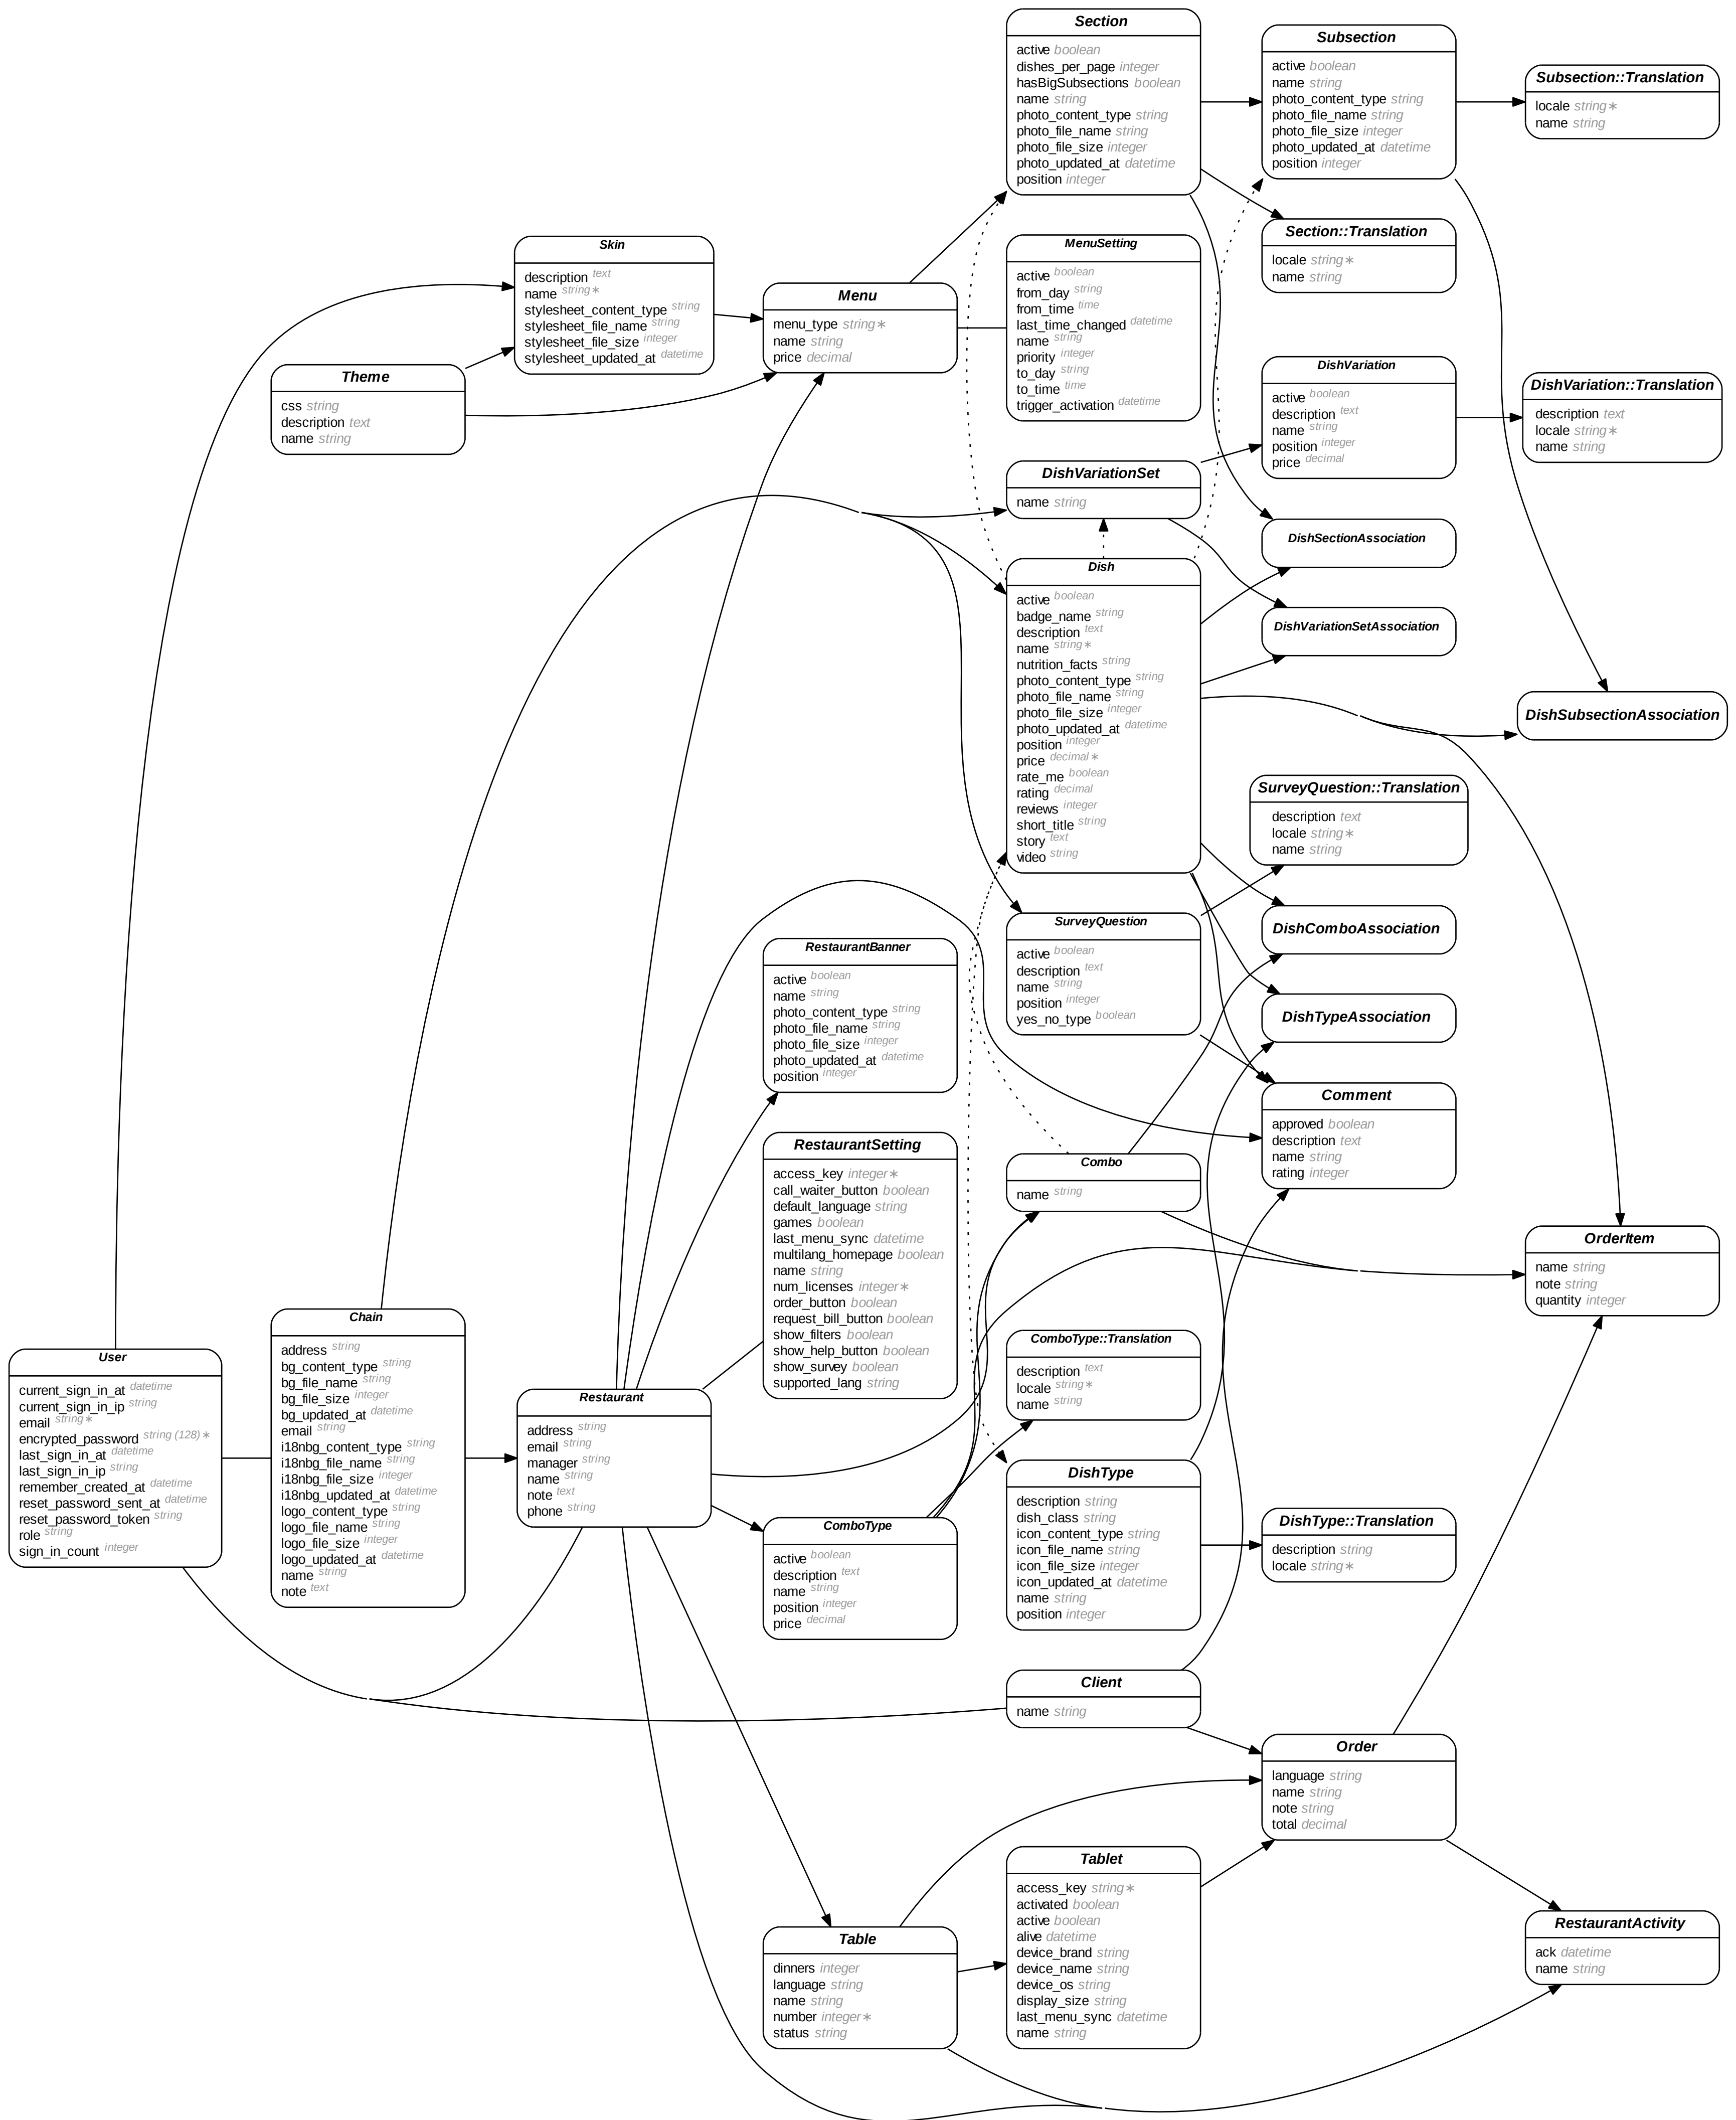 Section
active boolean
dishes_per_page integer
hasBigSubsections boolean
name string
photo_content_type string
photo_file_name string
photo_file_size integer
photo_updated_at datetime
position integer
Subsection
active boolean
name string
photo_content_type string
photo_file_name string
photo_file_size integer
photo_updated_at datetime
position integer
Subsection::Translation
locale string∗
name string
Section::Translation
locale string∗
name string
Skin
description text
name string∗
stylesheet_content_type string
stylesheet_file_name string
stylesheet_file_size integer
stylesheet_updated_at datetime
MenuSetting
active boolean
from_day string
from_time time
last_time_changed datetime
name string
priority integer
to_day string
to_time time
trigger_activation datetime
Menu
menu_type string∗
name string
price decimal
Theme
css string
description text
name string
DishVariation
active boolean
description text
name string
position integer
price decimal
DishVariation::Translation
description text
locale string∗
name string
DishVariationSet
name string
DishSectionAssociation
Dish
active boolean
badge_name string
description text
name string∗
nutrition_facts string
photo_content_type string
photo_file_name string
photo_file_size integer
photo_updated_at datetime
position integer
price decimal∗
rate_me boolean
rating decimal
reviews integer
short_title string
story text
video string
DishVariationSetAssociation
DishSubsectionAssociation
SurveyQuestion::Translation
description text
locale string∗
name string
SurveyQuestion
active boolean
description text
name string
position integer
yes_no_type boolean
DishComboAssociation
RestaurantBanner
active boolean
name string
photo_content_type string
photo_file_name string
photo_file_size integer
photo_updated_at datetime
position integer
DishTypeAssociation
Comment
approved boolean
description text
name string
rating integer
RestaurantSetting
access_key integer∗
call_waiter_button boolean
default_language string
games boolean
last_menu_sync datetime
multilang_homepage boolean
name string
num_licenses integer∗
order_button boolean
request_bill_button boolean
show_filters boolean
show_help_button boolean
show_survey boolean
supported_lang string
Combo
name string
OrderItem
name string
note string
quantity integer
Chain
address string
bg_content_type string
bg_file_name string
bg_file_size integer
bg_updated_at datetime
email string
i18nbg_content_type string
i18nbg_file_name string
i18nbg_file_size integer
i18nbg_updated_at datetime
logo_content_type string
logo_file_name string
logo_file_size integer
logo_updated_at datetime
name string
note text
User
current_sign_in_at datetime
current_sign_in_ip string
email string∗
encrypted_password string (128) ∗
last_sign_in_at datetime
last_sign_in_ip string
remember_created_at datetime
reset_password_sent_at datetime
reset_password_token string
role string
sign_in_count integer
ComboType::Translation
description text
locale string∗
name string
Restaurant
address string
email string
manager string
name string
note text
phone string
DishType
description string
dish_class string
icon_content_type string
icon_file_name string
icon_file_size integer
icon_updated_at datetime
name string
position integer
DishType::Translation
description string
locale string∗
ComboType
active boolean
description text
name string
position integer
price decimal
Client
name string
Order
language string
name string
note string
total decimal
Tablet
access_key string∗
activated boolean
active boolean
alive datetime
device_brand string
device_name string
device_os string
display_size string
last_menu_sync datetime
name string
RestaurantActivity
ack datetime
name string
Table
dinners integer
language string
name string
number integer∗
status string